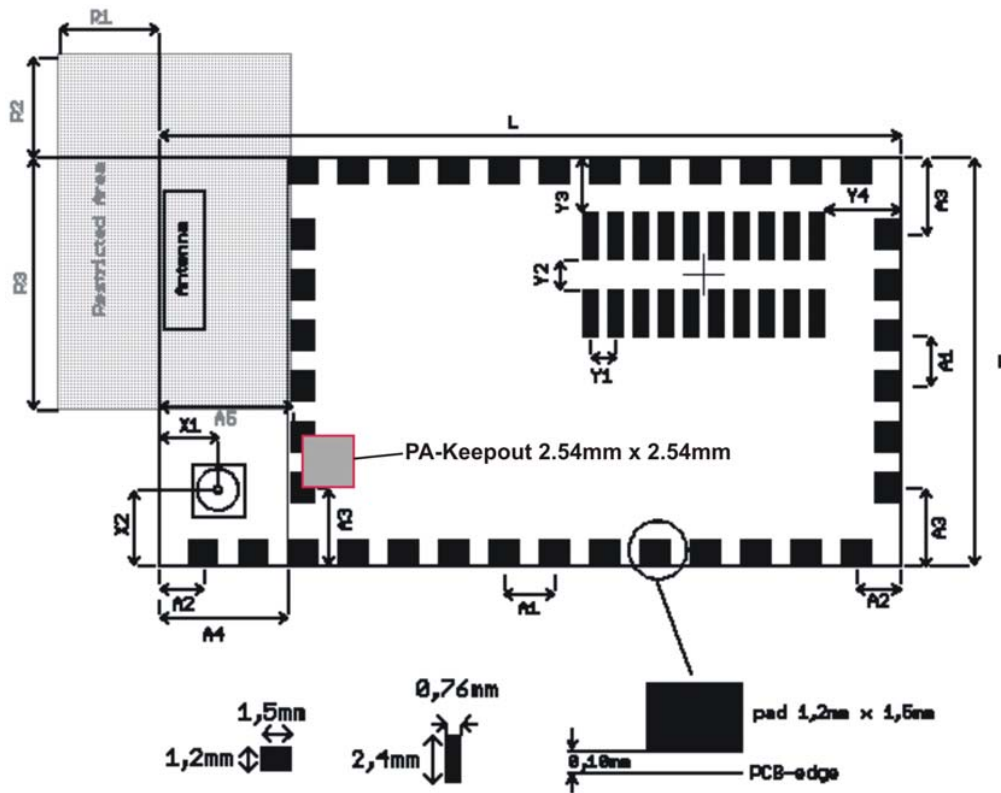 R1
R2
L
Restricted Area
Antenna
R3
Y3
Y4
A3
Y2
Y1
A1
A5
X1
PA-Keepout 2.54mm x 2.54mm
X2
A3
A3
A2
A4
A1
A2
0,76mm
1,5mm
1,2mm
2,4mm
pad 1,2mm x 1,5mm
0,10mm
PCB-edge